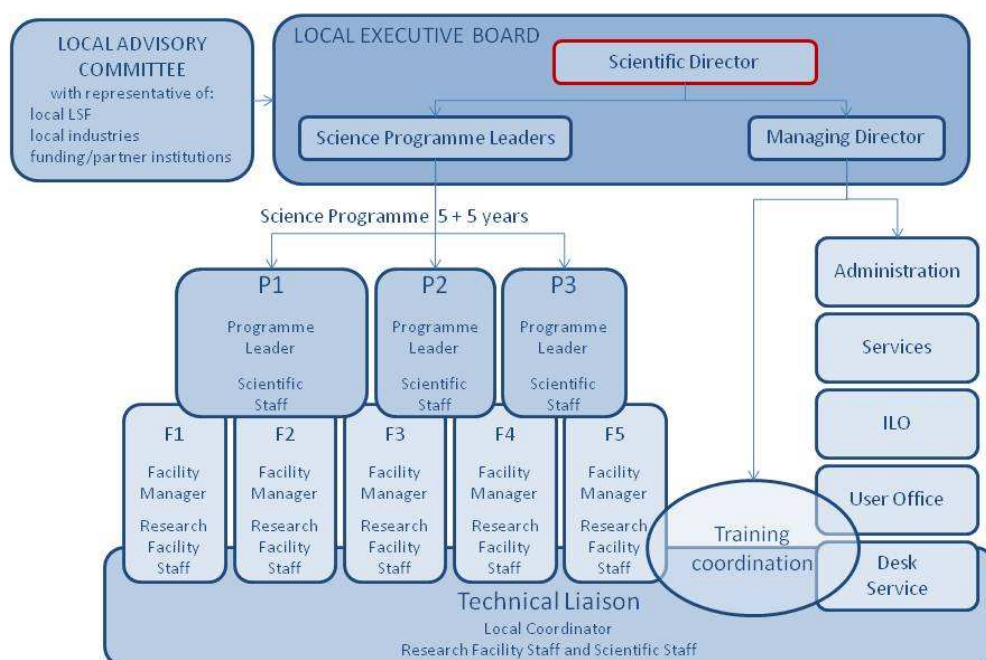 LOCAL ADVISORY
COMMITTEE
with representative of:
local LSF
local industries
funding/partner institutions
LOCAL EXECUTIVE BOARD
Scientific Director
Science Programme Leaders
Managing Director
Science Programme 5 + 5 years
P1
Programme
Leader
Scientific
Staff
P2
Programme
Leader
Scientific
Staff
P3
Programme
Leader
Scientific
Staff
F1
Facility
Manager
Research
Facility
Staff
F2
Facility
Manager
Research
Facility
Staff
F3
Facility
Manager
Research
Facility
Staff
F4
Facility
Manager
Research
Facility
Staff
F5
Facility
Manager
Research
Facility
Staff
Administration
Services
ILO
User Office
Desk
Service
Training
coordination
Technical Liaison
Local Coordinator
Research Facility Staff and Scientific Staff